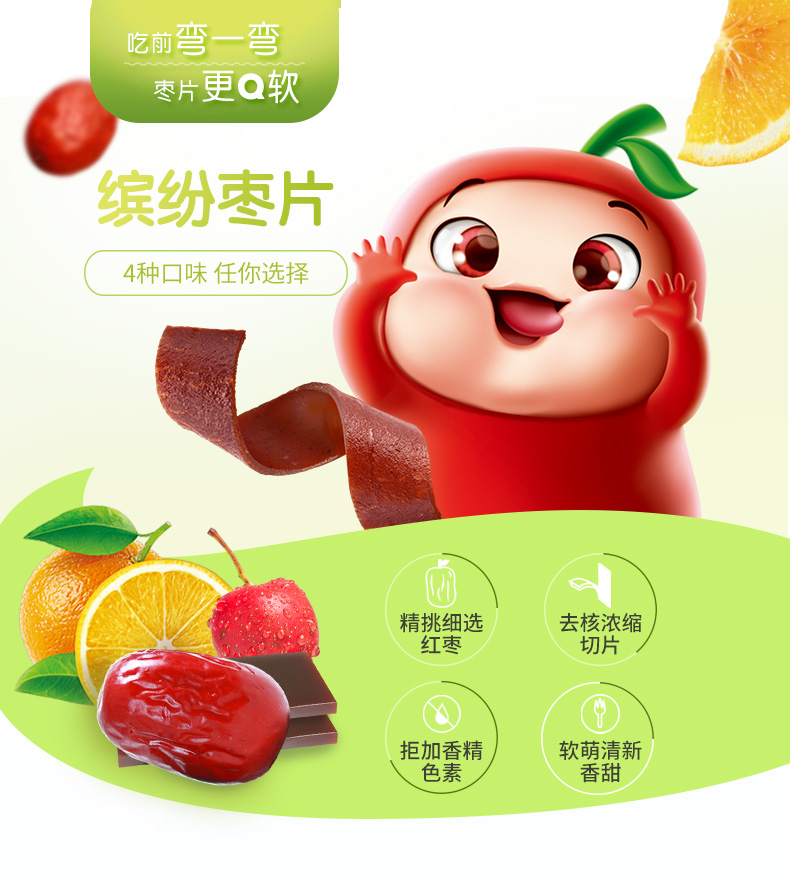 吃前弯一弯
枣片更Q软
缤纷枣片
4种口味 任你选择
精挑细选
红枣
去核浓缩
切片
拒加香精
色素
软萌清新
香甜